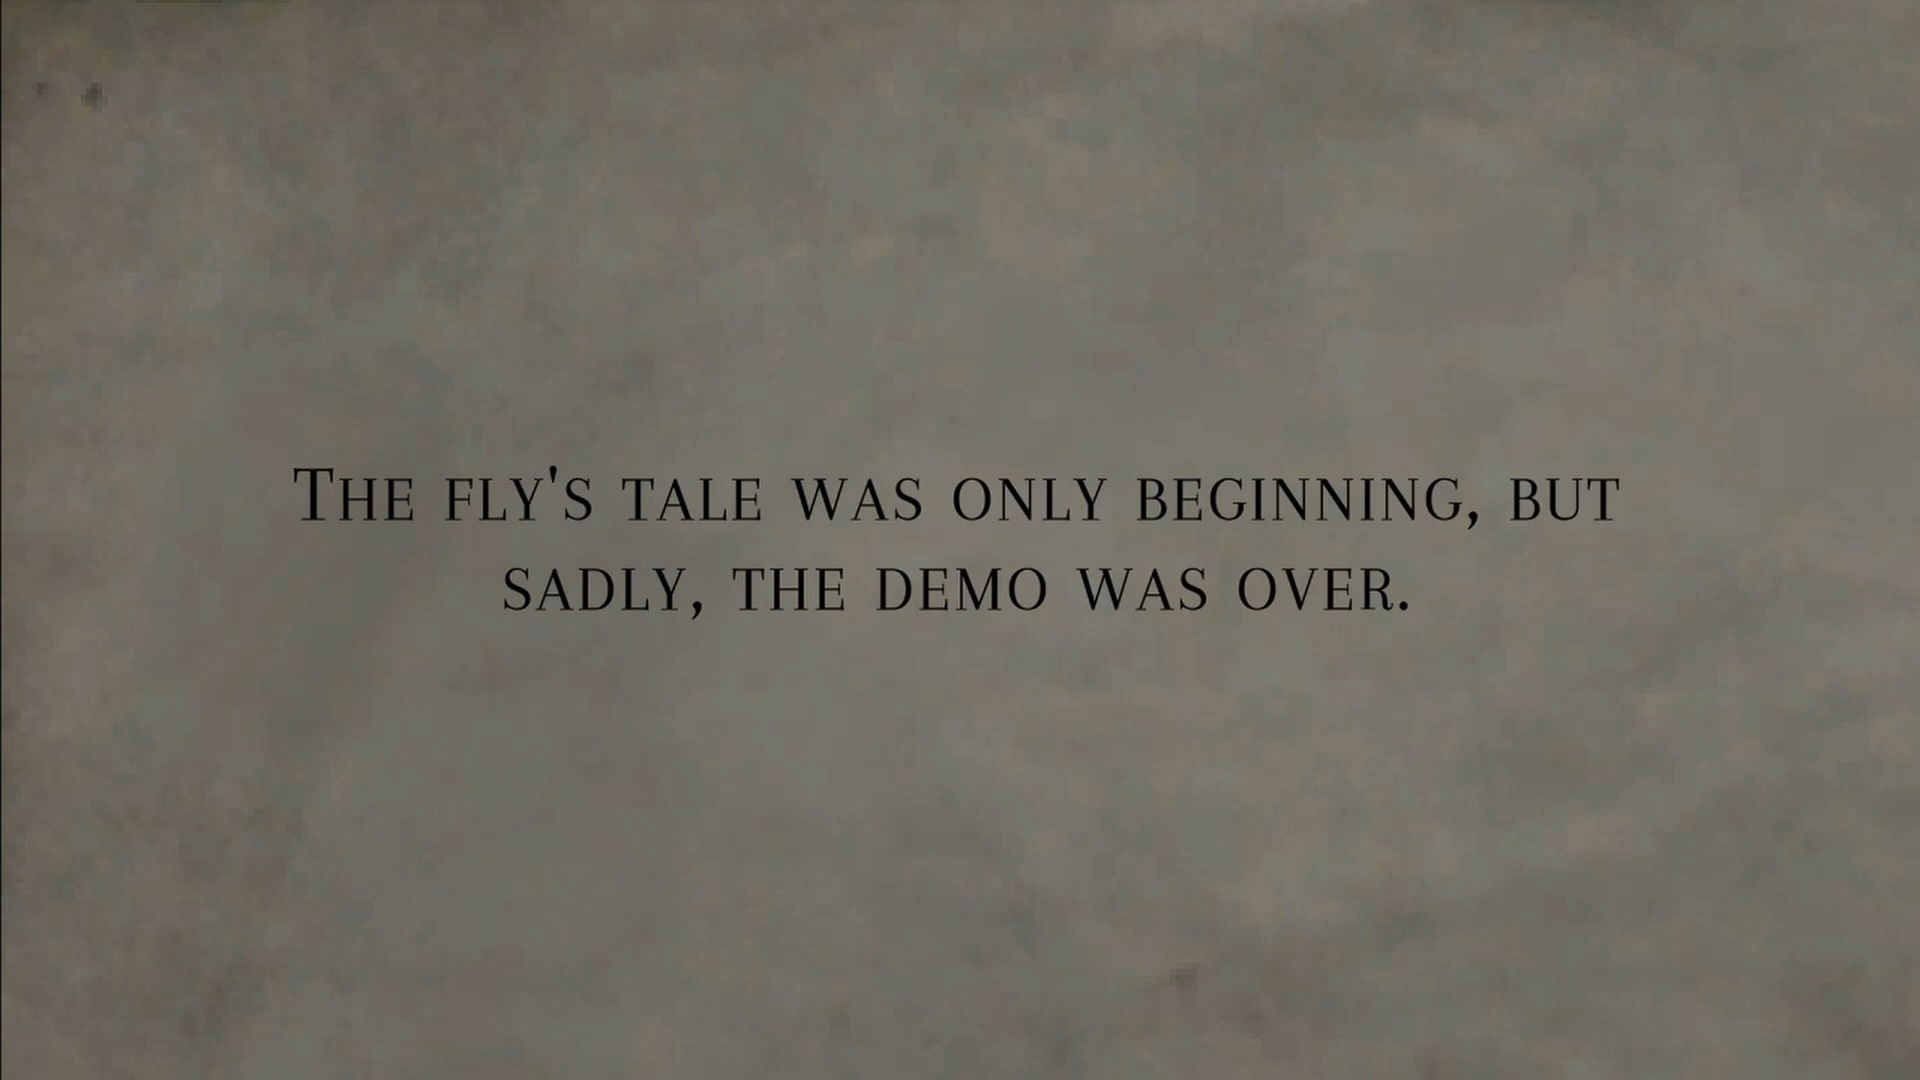 The fly's tale was only beginning, but
sadly, the demo was over.